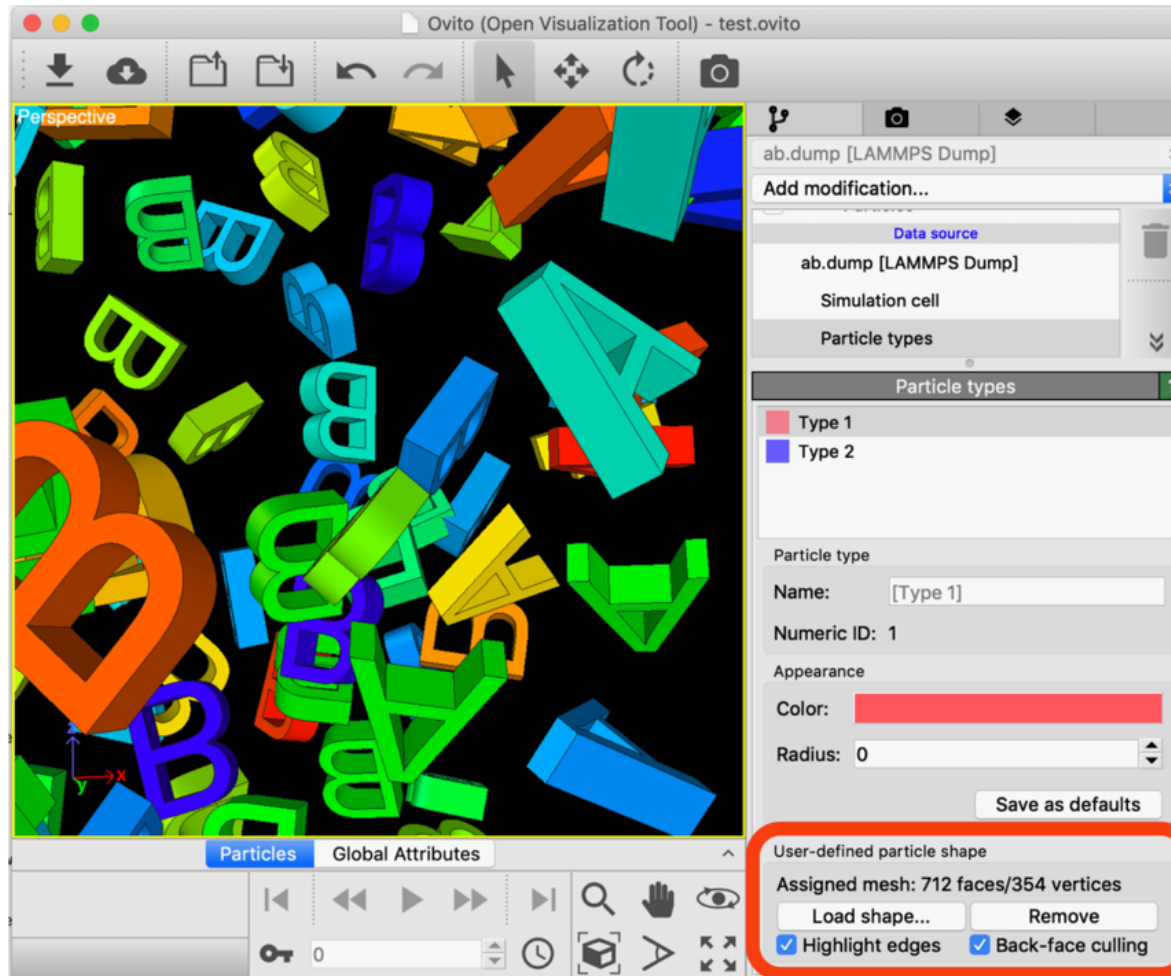 Ovito (Open Visualization Tool) - test.ovito
Perspective
ab.dump [LAMMPS Dump]
Add modification...
Data source
ab.dump [LAMMPS Dump]
Simulation cell
Particle types
Particle types
Type 1
Type 2
Particle type
Name: [Type 1]
Numeric ID: 1
Appearance
Color:
Radius: 0
Save as defaults
User-defined particle shape
Assigned mesh: 712 faces/354 vertices
Load shape... Remove
Highlight edges Back-face culling
z
x
y
Particles Global Attributes
0